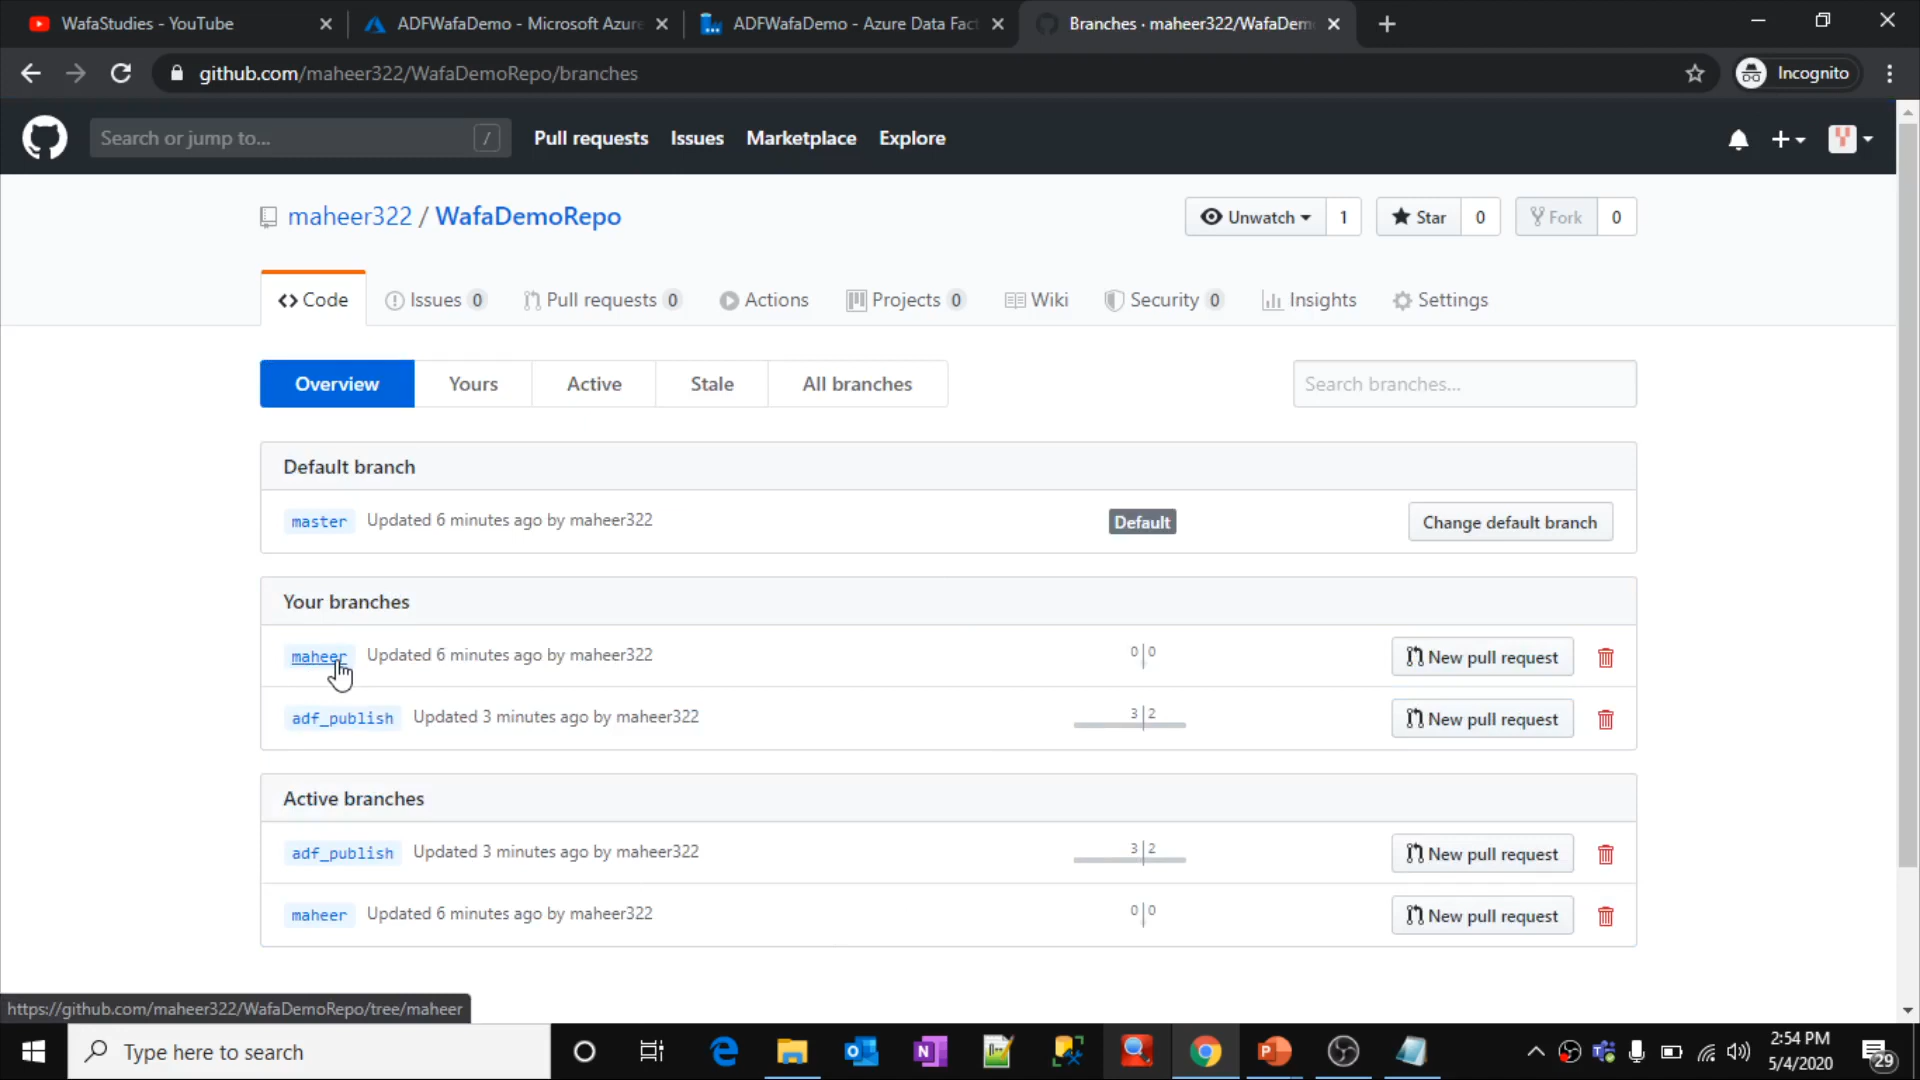 WafaStudies - YouTube
ADFWafaDemo - Microsoft Azure
ADFWafaDemo - Azure Data Fact
Branches · maheer322/WafaDem
github.com/maheer322/WafaDemoRepo/branches
Incognito
Search or jump to...
/
Pull requests
Issues
Marketplace
Explore
maheer322 / WafaDemoRepo
Unwatch 1
Star 0
Fork 0
Code
Issues 0
Pull requests 0
Actions
Projects 0
Wiki
Security 0
Insights
Settings
Overview
Yours
Active
Stale
All branches
Search branches...
Default branch
master Updated 6 minutes ago by maheer322
Default
Change default branch
Your branches
maheer Updated 6 minutes ago by maheer322
0 0
New pull request
adf_publish Updated 3 minutes ago by maheer322
3 2
New pull request
Active branches
adf_publish Updated 3 minutes ago by maheer322
3 2
New pull request
maheer Updated 6 minutes ago by maheer322
0 0
New pull request
https://github.com/maheer322/WafaDemoRepo/tree/maheer
Type here to search
2:54 PM
5/4/2020
29